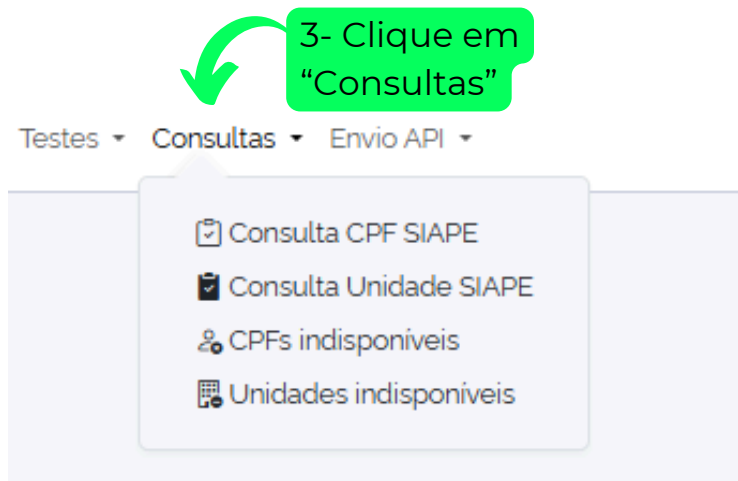 3- Clique em
“Consultas”
Testes Consultas Envio API
Consulta CPF SIAPE
Consulta Unidade SIAPE
CPFs indisponíveis
Unidades indisponíveis